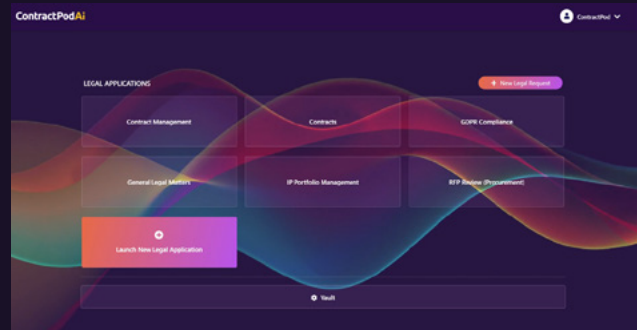 ContractPodAi
ContractPod
LEGAL APPLICATIONS
New Legal Request
Contract Management
Contracts
GDPR Compliance
General Legal Matters
IP Portfolio Management
RFP Review (Procurement)
Launch New Legal Application
Vault